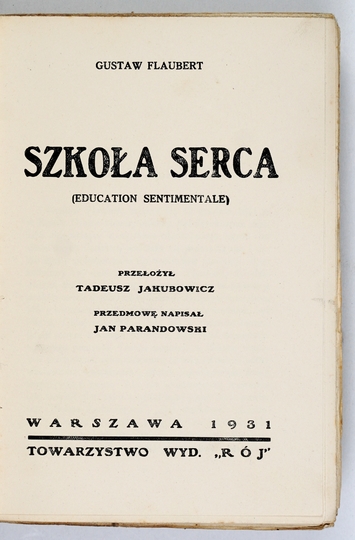 GUSTAW FLAUBERT
SZKOŁA SERCA
(EDUCATION SENTIMENTALE)
PRZEŁOŻYŁ
TADEUSZ JAKUBOWICZ
PRZEDMOWĘ NAPISAŁ
JAN PARANDOWSKI
WARSZAWA 1931
TOWARZYSTWO WYD. „RÓJ"